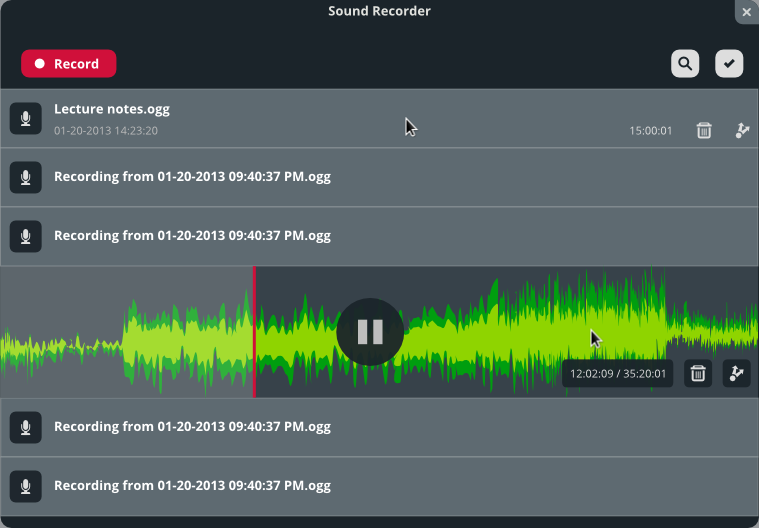 Sound Recorder
Record
Lecture notes.ogg
01-20-2013 14:23:20
15:00:01
Recording from 01-20-2013 09:40:37 PM.ogg
Recording from 01-20-2013 09:40:37 PM.ogg
12:02:09 / 35:20:01
Recording from 01-20-2013 09:40:37 PM.ogg
Recording from 01-20-2013 09:40:37 PM.ogg